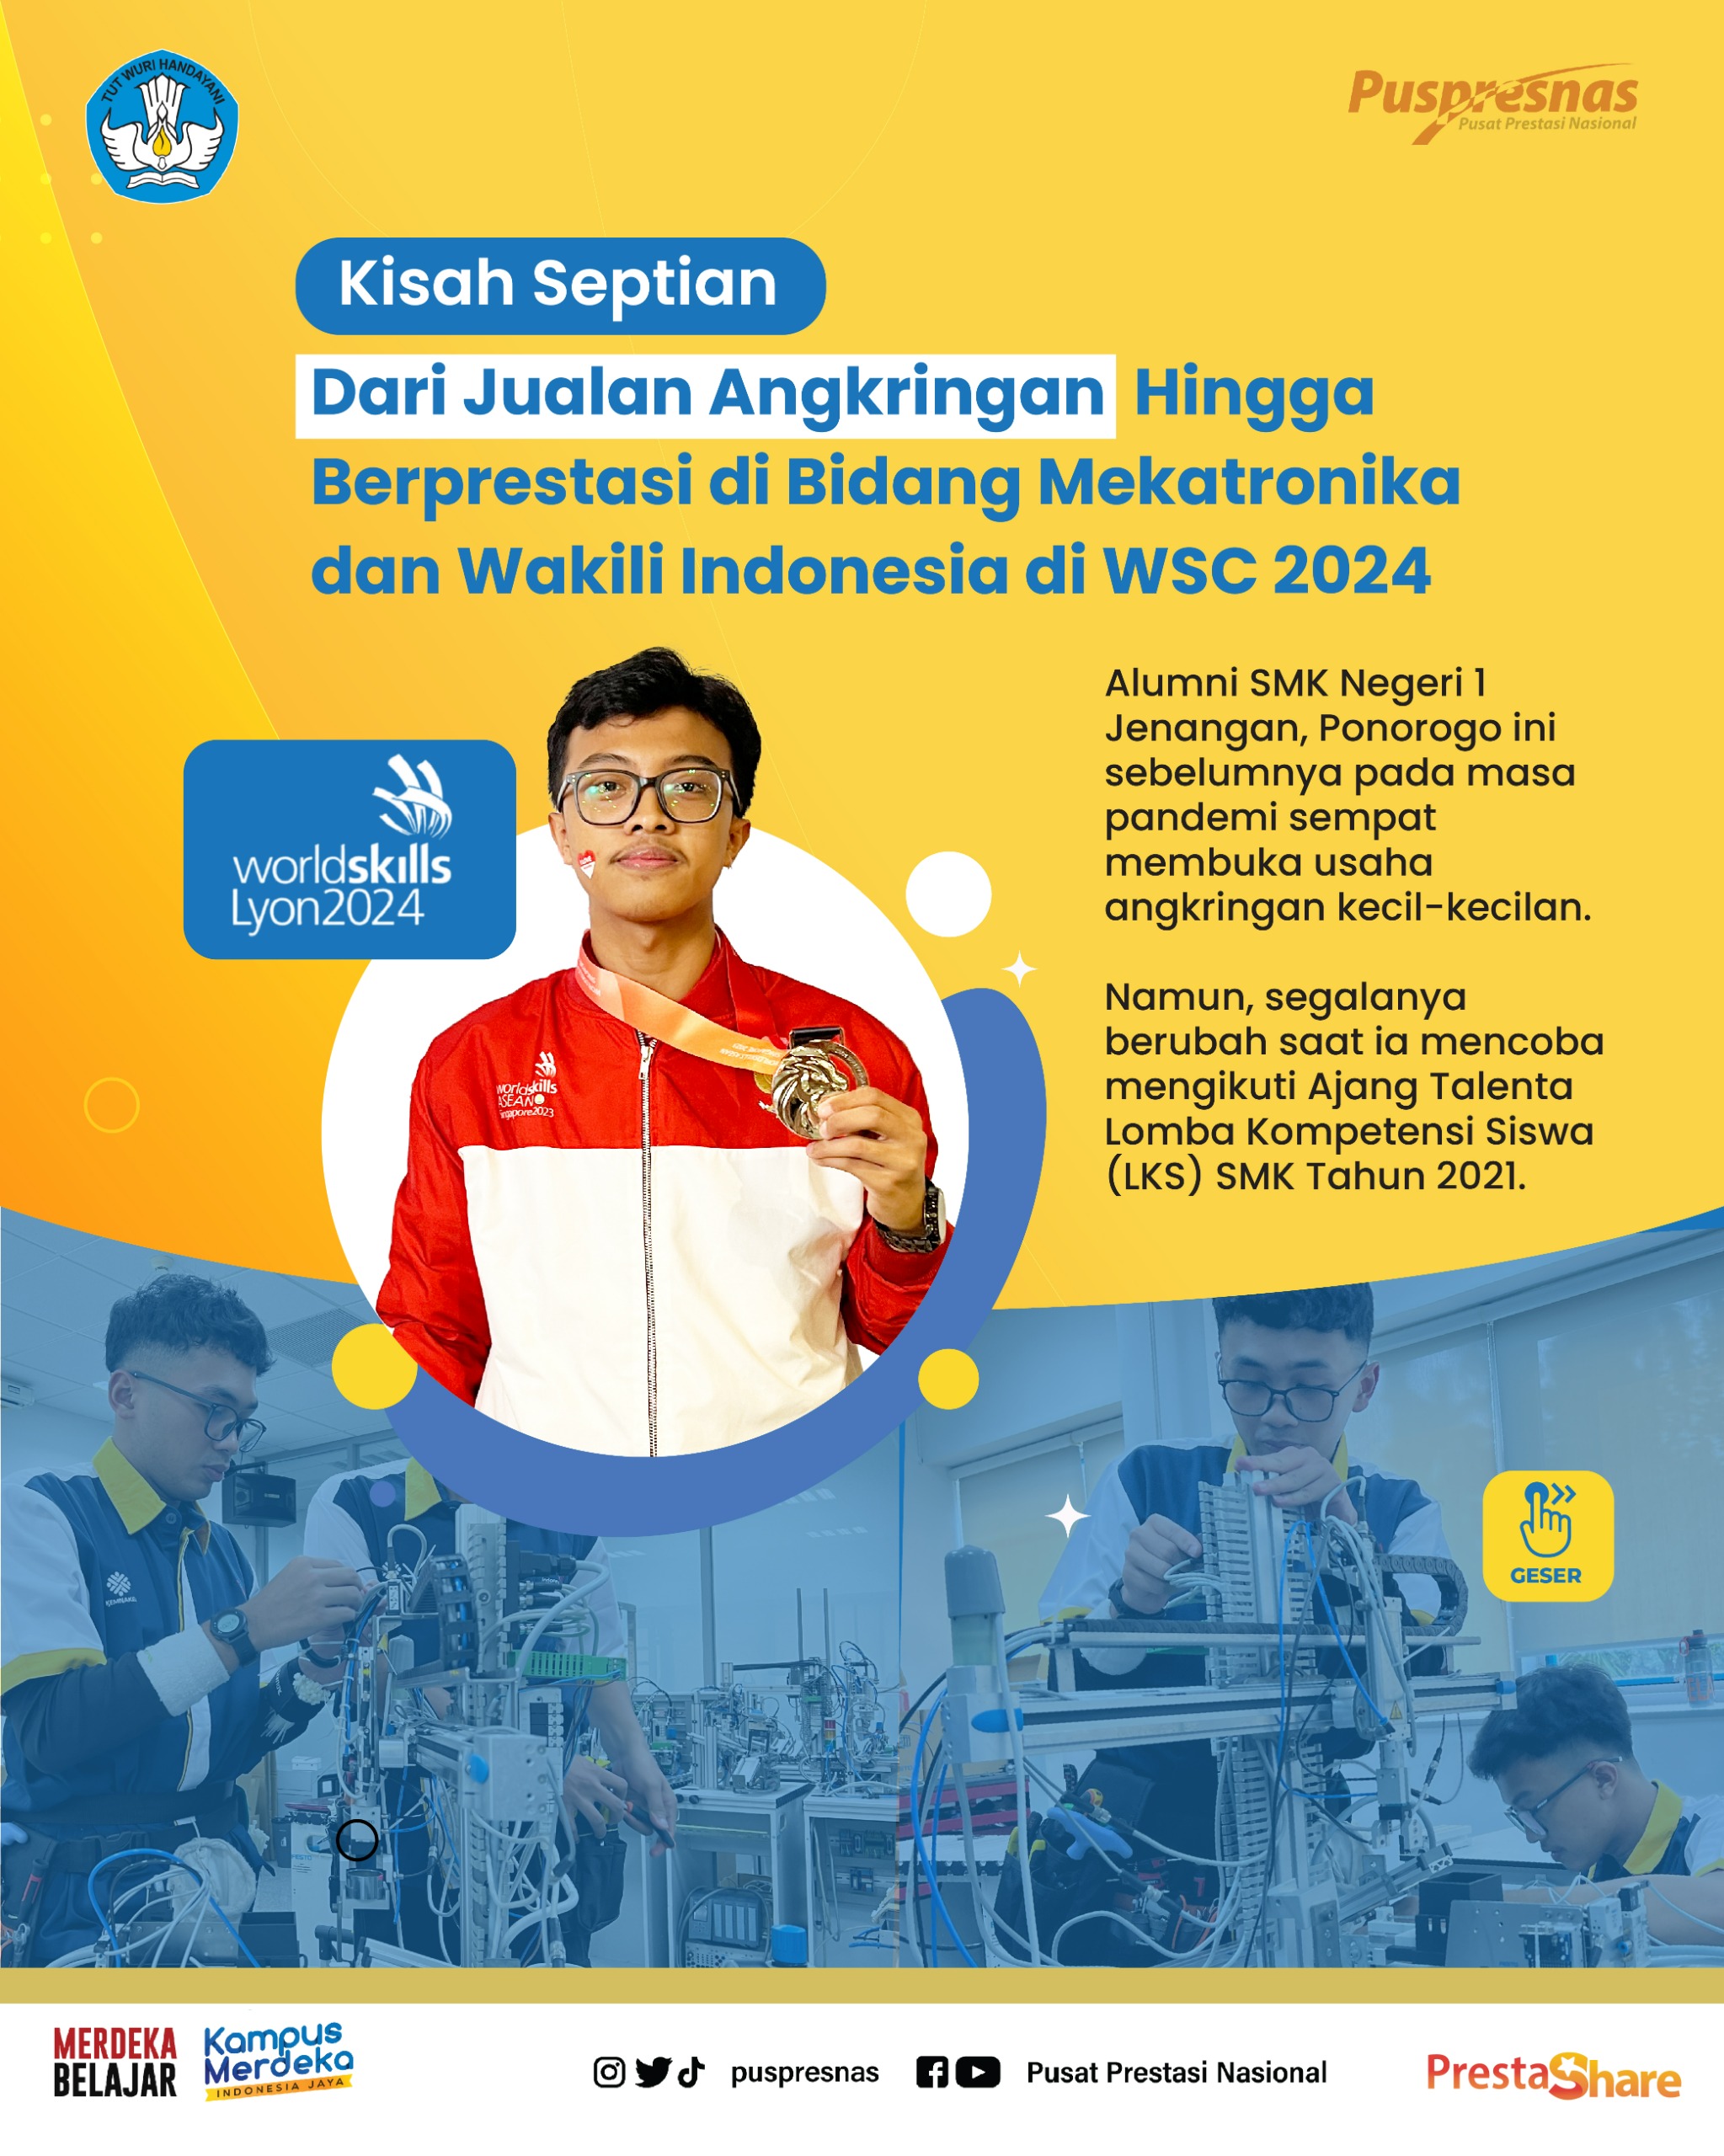 TUT WURI HANDAYANI
Puspresnas
Pusat Prestasi Nasional
Kisah Septian
Dari Jualan Angkringan Hingga
Berprestasi di Bidang Mekatronika
dan Wakili Indonesia di WSC 2024
Alumni SMK Negeri 1
Jenangan, Ponorogo ini
sebelumnya pada masa
pandemi sempat
membuka usaha
angkringan kecil-kecilan.
Namun, segalanya
berubah saat ia mencoba
mengikuti Ajang Talenta
Lomba Kompetensi Siswa
(LKS) SMK Tahun 2021.
worldskills
Lyon2024
worldskills
ASEAN
Singapore2023
GESER
MERDEKA
BELAJAR
Kampus
Merdeka
INDONESIA JAYA
puspresnas
Pusat Prestasi Nasional
PrestaShare